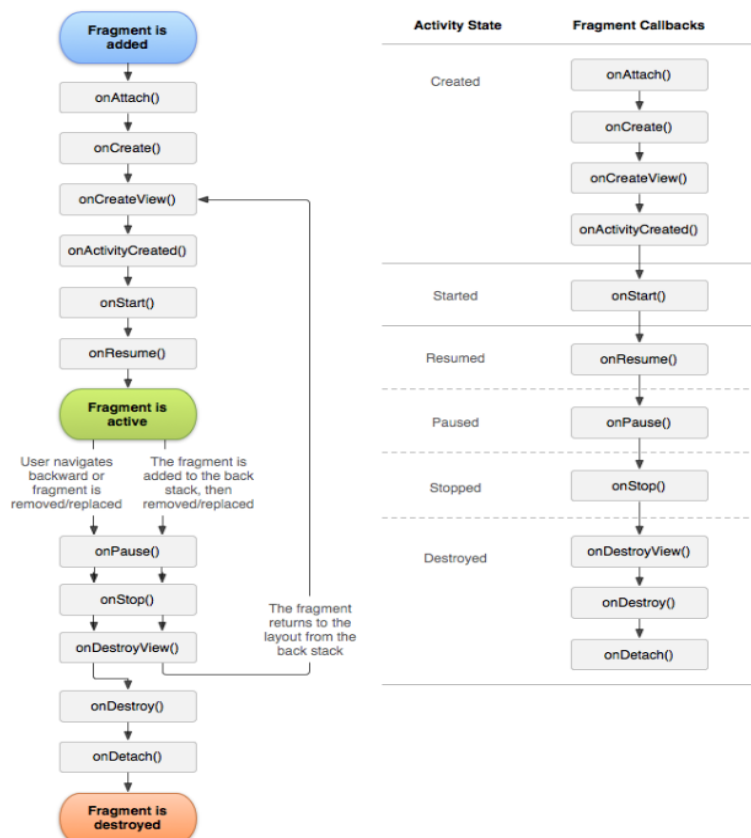 Fragment is
added
onAttach()
onCreate()
onCreateView()
onActivityCreated()
onStart()
onResume()
Fragment is
active
User navigates
backward or
fragment is
removed/replaced
The fragment is
added to the back
stack, then
removed/replaced
onPause()
onStop()
onDestroyView()
The fragment
returns to the
layout from the
back stack
onDestroy()
onDetach()
Fragment is
destroyed
Activity State
Fragment Callbacks
Created
onAttach()
onCreate()
onCreateView()
onActivityCreated()
Started
onStart()
Resumed
onResume()
Paused
onPause()
Stopped
onStop()
Destroyed
onDestroyView()
onDestroy()
onDetach()